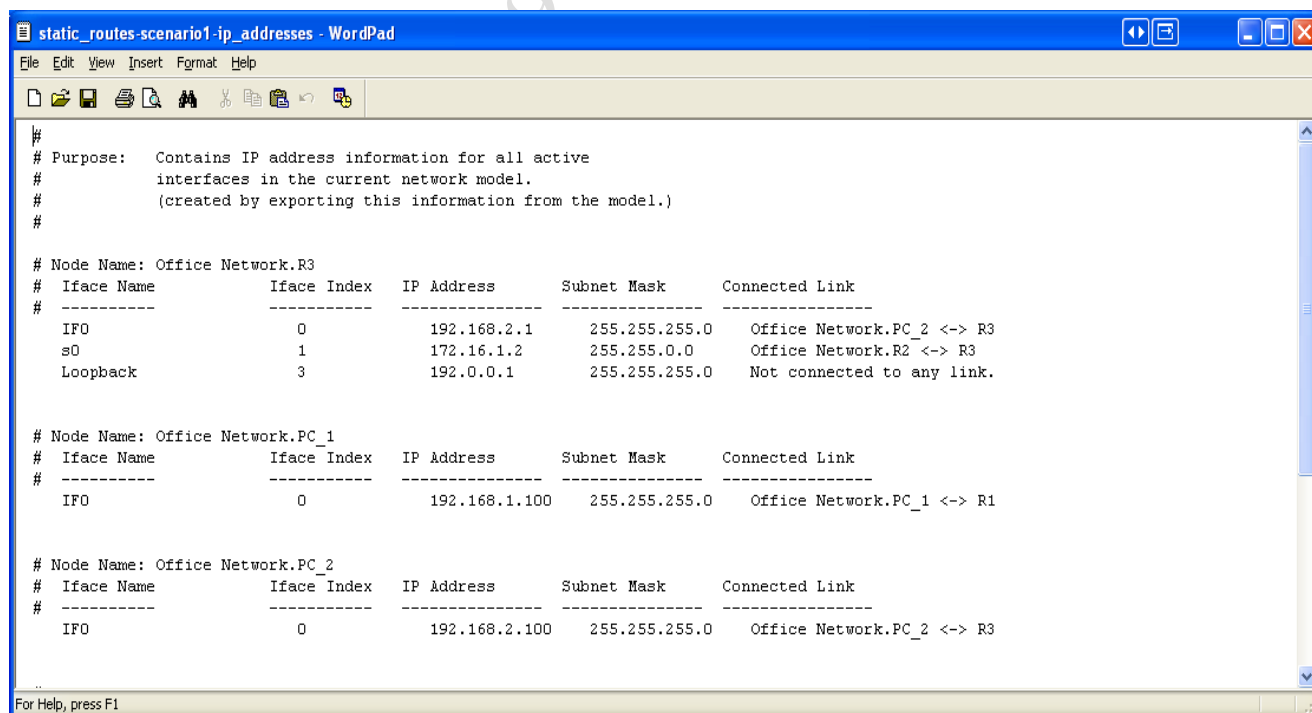 static_routes-scenario1-ip_addresses - WordPad
File Edit View Insert Format Help
#
# Purpose: Contains IP address information for all active
# interfaces in the current network model.
# (created by exporting this information from the model.)
#
# Node Name: Office Network.R3
# Iface Name Iface Index IP Address Subnet Mask Connected Link
# ---------- ----------- --------------- --------------- ----------------
IF0 0 192.168.2.1 255.255.255.0 Office Network.PC_2 <-> R3
s0 1 172.16.1.2 255.255.0.0 Office Network.R2 <-> R3
Loopback 3 192.0.0.1 255.255.255.0 Not connected to any link.
# Node Name: Office Network.PC_1
# Iface Name Iface Index IP Address Subnet Mask Connected Link
# ---------- ----------- --------------- --------------- ----------------
IF0 0 192.168.1.100 255.255.255.0 Office Network.PC_1 <-> R1
# Node Name: Office Network.PC_2
# Iface Name Iface Index IP Address Subnet Mask Connected Link
# ---------- ----------- --------------- --------------- ----------------
IF0 0 192.168.2.100 255.255.255.0 Office Network.PC_2 <-> R3
For Help, press F1